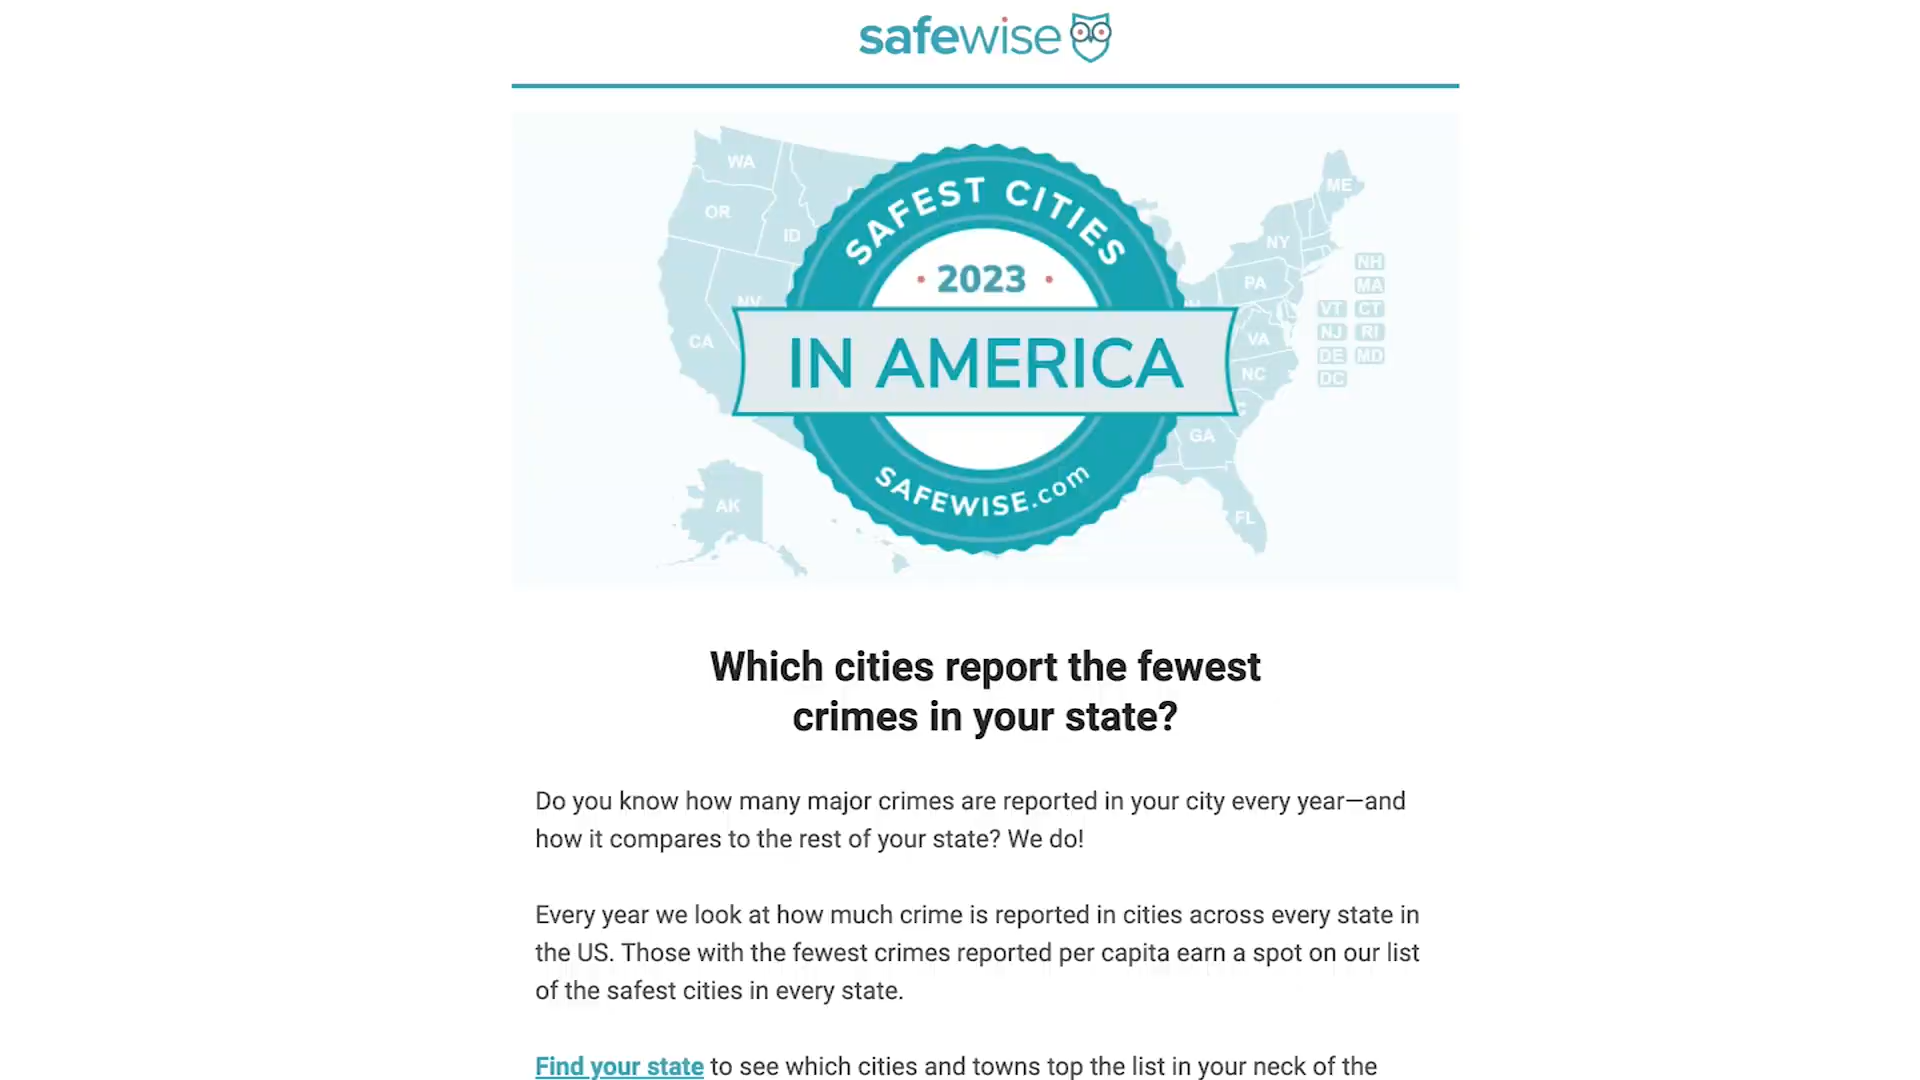 safewise
WA
OR
ID
NV
CA
AK
ME
NY
PA
VA
NC
GA
FL
NH
MA
VT CT
NJ RI
DE MD
DC
SAFEST CITIES
2023
IN AMERICA
SAFEWISE.com
Which cities report the fewest
crimes in your state?
Do you know how many major crimes are reported in your city every year—and
how it compares to the rest of your state? We do!
Every year we look at how much crime is reported in cities across every state in
the US. Those with the fewest crimes reported per capita earn a spot on our list
of the safest cities in every state.
Find your state to see which cities and towns top the list in your neck of the